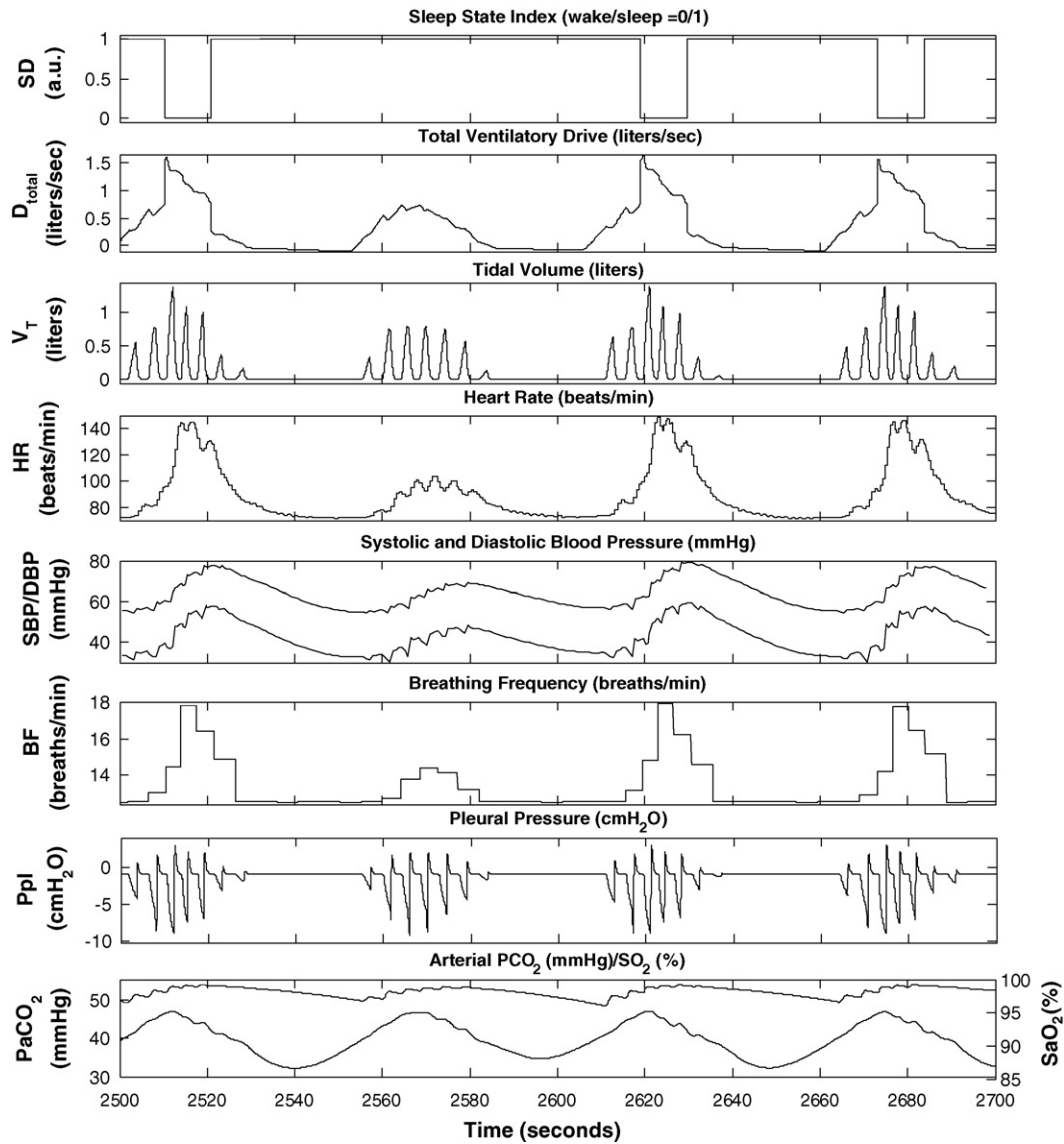 Sleep State Index (wake/sleep =0/1)
SD
(a.u.)
1
0.5
0
Total Ventilatory Drive (liters/sec)
D_total
(liters/sec)
1.5
1
0.5
0
Tidal Volume (liters)
V_T
(liters)
1
0.5
0
Heart Rate (beats/min)
HR
(beats/min)
140
120
100
80
Systolic and Diastolic Blood Pressure (mmHg)
SBP/DBP
(mmHg)
80
60
40
Breathing Frequency (breaths/min)
BF
(breaths/min)
18
16
14
Pleural Pressure (cmH₂O)
Ppl
(cmH₂O)
0
-5
-10
Arterial PCO₂ (mmHg)/SO₂ (%)
PaCO₂
(mmHg)
50
40
30
100
95
90
85
SaO₂(%)
2500 2520 2540 2560 2580 2600 2620 2640 2660 2680 2700
Time (seconds)